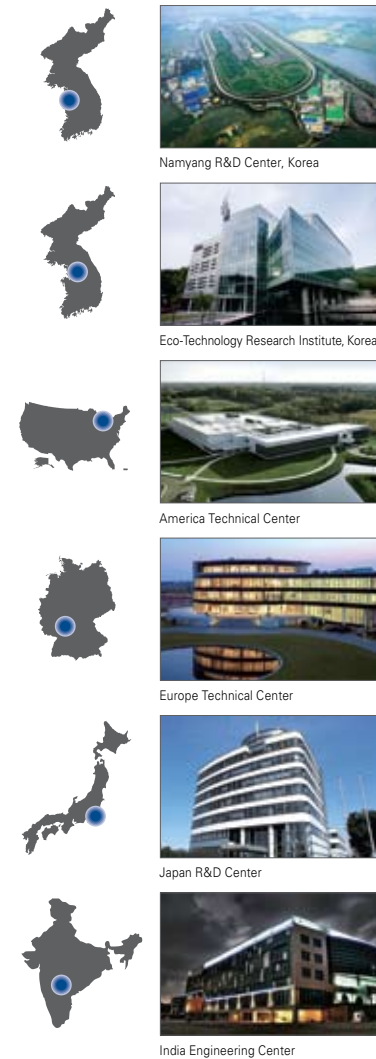 Namyang R&D Center, Korea
Eco-Technology Research Institute, Korea
America Technical Center
Europe Technical Center
Japan R&D Center
India Engineering Center